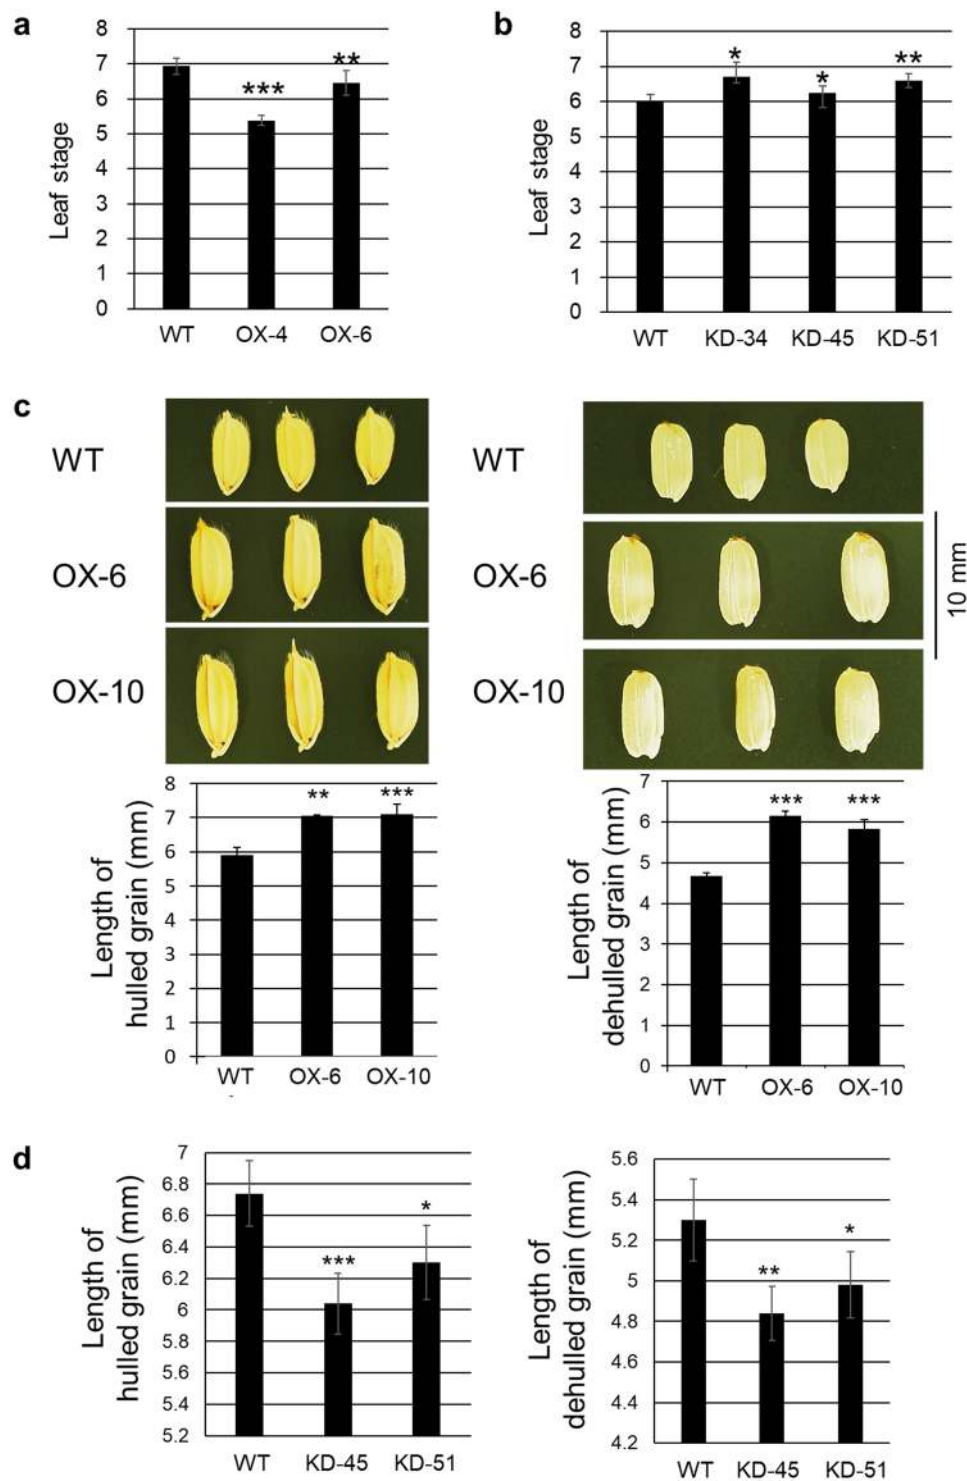 a
8
7
6
5
4
3
2
1
0
Leaf stage
***
**
WT OX-4 OX-6
b
8
7
6
5
4
3
2
1
0
Leaf stage
*
*
**
WT KD-34 KD-45 KD-51
c
WT
OX-6
OX-10
WT
OX-6
OX-10
10 mm
8
7
6
5
4
3
2
1
0
Length of
hulled grain (mm)
**
***
WT OX-6 OX-10
7
6
5
4
3
2
1
0
Length of
dehulled grain (mm)
***
***
WT OX-6 OX-10
d
7
6.8
6.6
6.4
6.2
6
5.8
5.6
5.4
5.2
Length of
hulled grain (mm)
***
*
WT KD-45 KD-51
5.6
5.4
5.2
5
4.8
4.6
4.4
4.2
Length of
dehulled grain (mm)
**
*
WT KD-45 KD-51